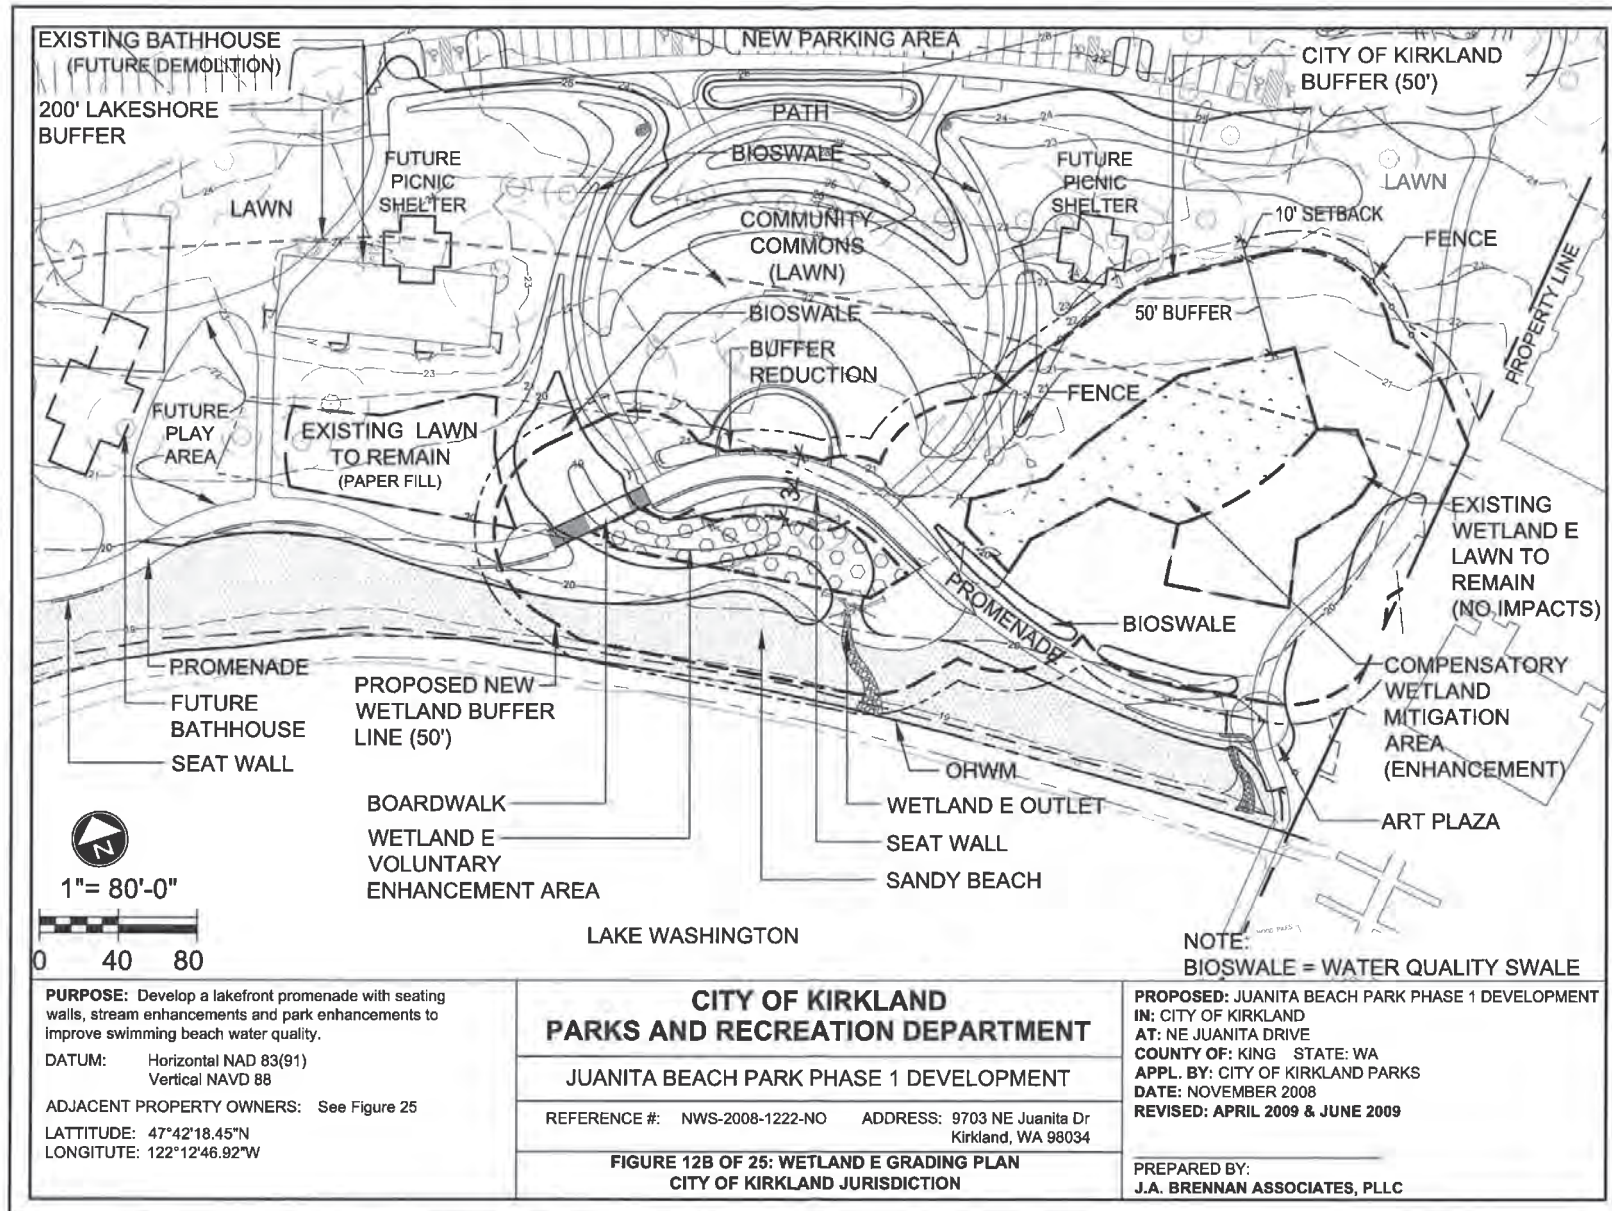 EXISTING BATHHOUSE
(FUTURE DEMOLITION)
200' LAKESHORE
BUFFER
NEW PARKING AREA
CITY OF KIRKLAND
BUFFER (50')
PATH
BIOSWALE
FUTURE
PICNIC
SHELTER
LAWN
COMMUNITY
COMMONS
(LAWN)
FUTURE
PICNIC
SHELTER
LAWN
10' SETBACK
FENCE
PROPERTY LINE
50' BUFFER
BIOSWALE
BUFFER
REDUCTION
FENCE
FUTURE
PLAY
AREA
EXISTING LAWN
TO REMAIN
(PAPER FILL)
34'
EXISTING
WETLAND E
LAWN TO
REMAIN
(NO IMPACTS)
PROMENADE
BIOSWALE
PROMENADE
FUTURE
BATHHOUSE
SEAT WALL
PROPOSED NEW
WETLAND BUFFER
LINE (50')
COMPENSATORY
WETLAND
MITIGATION
AREA
(ENHANCEMENT)
OHWM
BOARDWALK
WETLAND E
VOLUNTARY
ENHANCEMENT AREA
WETLAND E OUTLET
SEAT WALL
SANDY BEACH
ART PLAZA
N
1"= 80'-0"
0 40 80
LAKE WASHINGTON
NOTE:
BIOSWALE = WATER QUALITY SWALE
PURPOSE: Develop a lakefront promenade with seating
walls, stream enhancements and park enhancements to
improve swimming beach water quality.
DATUM: Horizontal NAD 83(91)
Vertical NAVD 88
ADJACENT PROPERTY OWNERS: See Figure 25
LATTITUDE: 47°42'18.45"N
LONGITUTE: 122°12'46.92"W
CITY OF KIRKLAND
PARKS AND RECREATION DEPARTMENT
JUANITA BEACH PARK PHASE 1 DEVELOPMENT
REFERENCE #: NWS-2008-1222-NO ADDRESS: 9703 NE Juanita Dr
Kirkland, WA 98034
FIGURE 12B OF 25: WETLAND E GRADING PLAN
CITY OF KIRKLAND JURISDICTION
PROPOSED: JUANITA BEACH PARK PHASE 1 DEVELOPMENT
IN: CITY OF KIRKLAND
AT: NE JUANITA DRIVE
COUNTY OF: KING STATE: WA
APPL. BY: CITY OF KIRKLAND PARKS
DATE: NOVEMBER 2008
REVISED: APRIL 2009 & JUNE 2009
PREPARED BY:
J.A. BRENNAN ASSOCIATES, PLLC